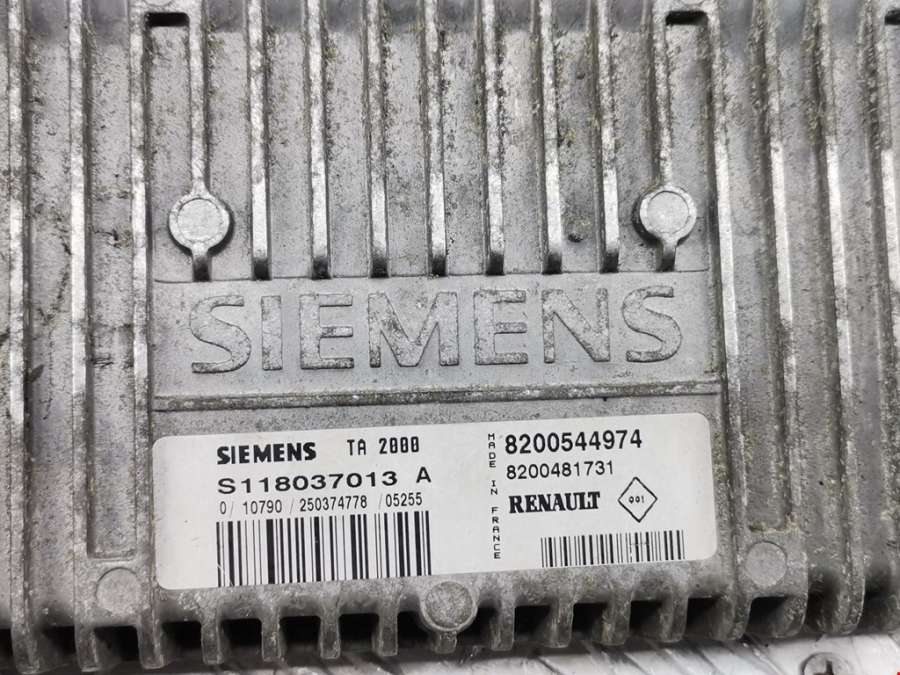 SIEMENS
SIEMENS TA 2000
S118037013 A
0/ 10790 / 250374778 / 05255
MADE IN FRANCE
8200544974
8200481731
RENAULT 001